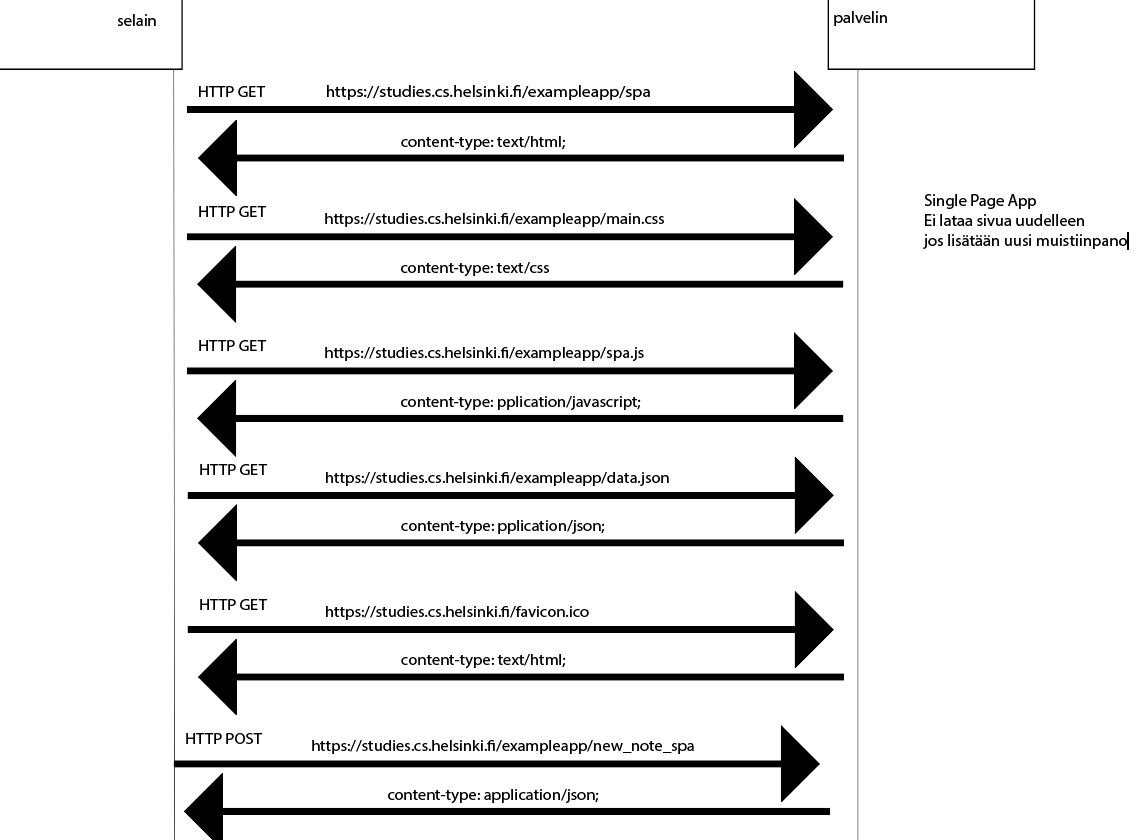 selain
palvelin
HTTP GET https://studies.cs.helsinki.fi/exampleapp/spa
content-type: text/html;
HTTP GET https://studies.cs.helsinki.fi/exampleapp/main.css
content-type: text/css
Single Page App
Ei lataa sivua uudelleen
jos lisätään uusi muistiinpano
HTTP GET https://studies.cs.helsinki.fi/exampleapp/spa.js
content-type: pplication/javascript;
HTTP GET https://studies.cs.helsinki.fi/exampleapp/data.json
content-type: pplication/json;
HTTP GET https://studies.cs.helsinki.fi/favicon.ico
content-type: text/html;
HTTP POST https://studies.cs.helsinki.fi/exampleapp/new_note_spa
content-type: application/json;